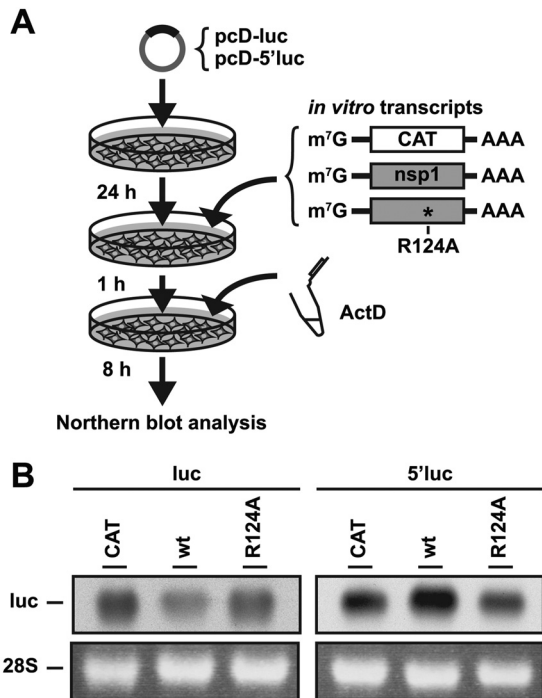 A
pcD-luc
pcD-5'luc
in vitro transcripts
m⁷G CAT AAA
24 h
m⁷G nsp1 AAA
m⁷G * AAA
R124A
1 h
ActD
8 h
Northern blot analysis
B
luc 5'luc
CAT wt R124A CAT wt R124A
luc
28S